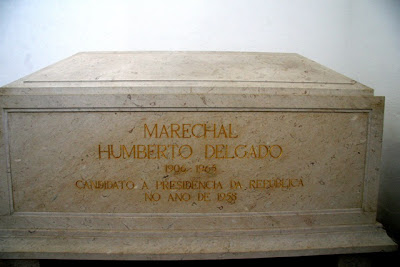 MARECHAL
HUMBERTO DELGADO
1906-1965
CANDIDATO A PRESIDÊNCIA DA REPÚBLICA
NO ANO DE 1958